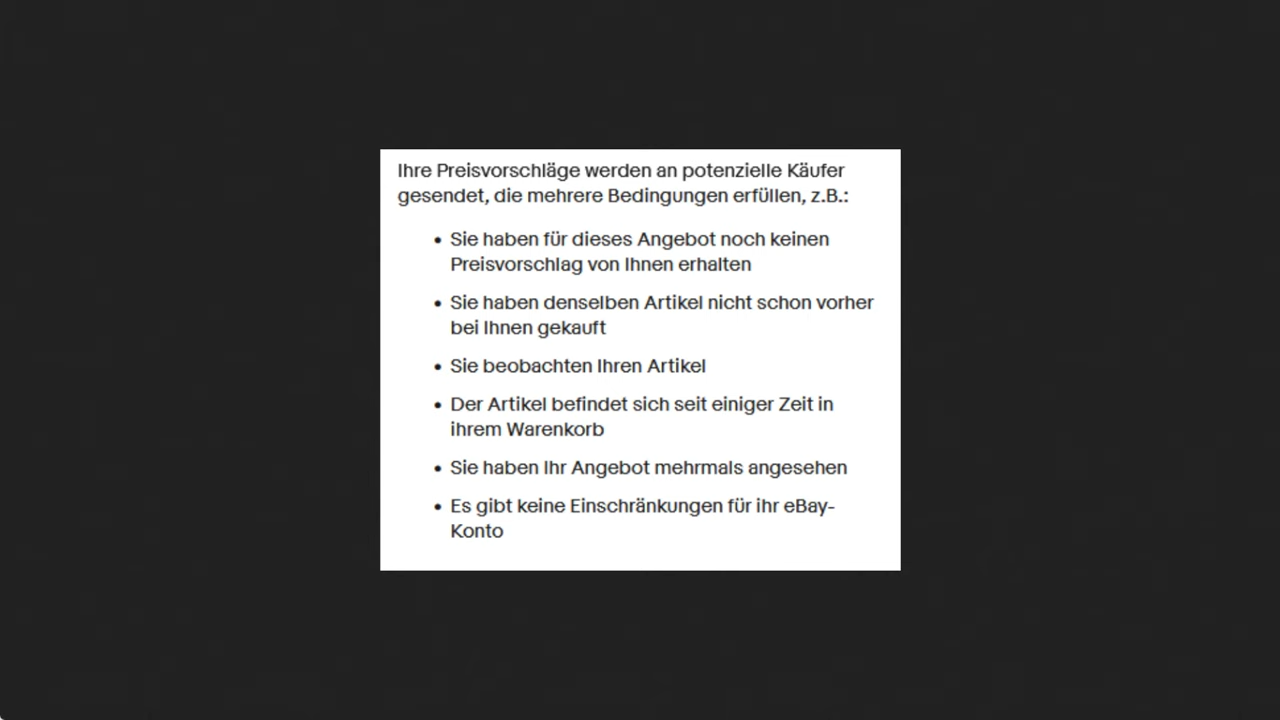 Ihre Preisvorschläge werden an potenzielle Käufer
gesendet, die mehrere Bedingungen erfüllen, z.B.:
• Sie haben für dieses Angebot noch keinen
Preisvorschlag von Ihnen erhalten
• Sie haben denselben Artikel nicht schon vorher
bei Ihnen gekauft
• Sie beobachten Ihren Artikel
• Der Artikel befindet sich seit einiger Zeit in
ihrem Warenkorb
• Sie haben Ihr Angebot mehrmals angesehen
• Es gibt keine Einschränkungen für ihr eBay-
Konto